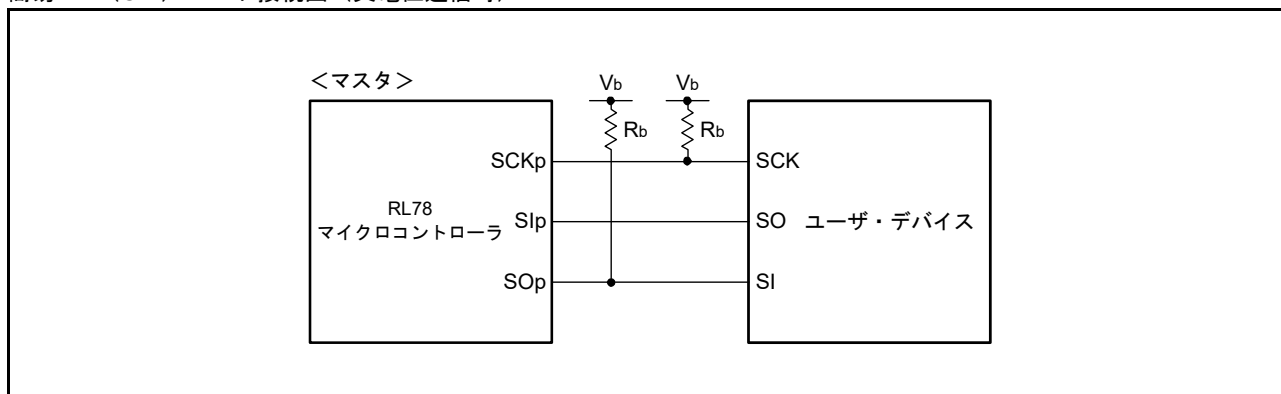 <マスタ>
Vb Vb
Rb Rb
SCKp SCK
RL78
マイクロコントローラ
SIp SO ユーザ・デバイス
SOp SI